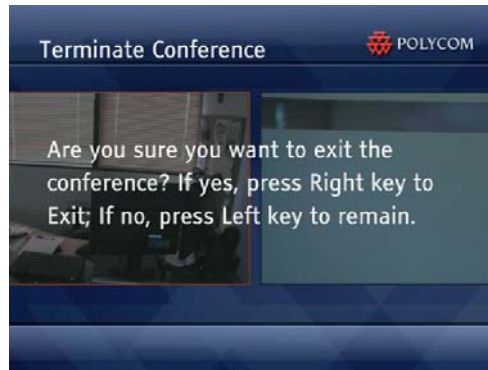 Terminate Conference
POLYCOM
Are you sure you want to exit the
conference? If yes, press Right key to
Exit; If no, press Left key to remain.